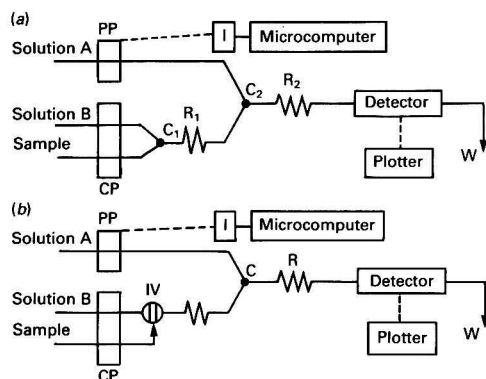 (a)
PP
I Microcomputer
Solution A
C2
R2
Detector
Solution B
R1
C1
Sample
Plotter
W
CP
(b)
PP
I Microcomputer
Solution A
C
R
Detector
IV
Solution B
Sample
Plotter
W
CP